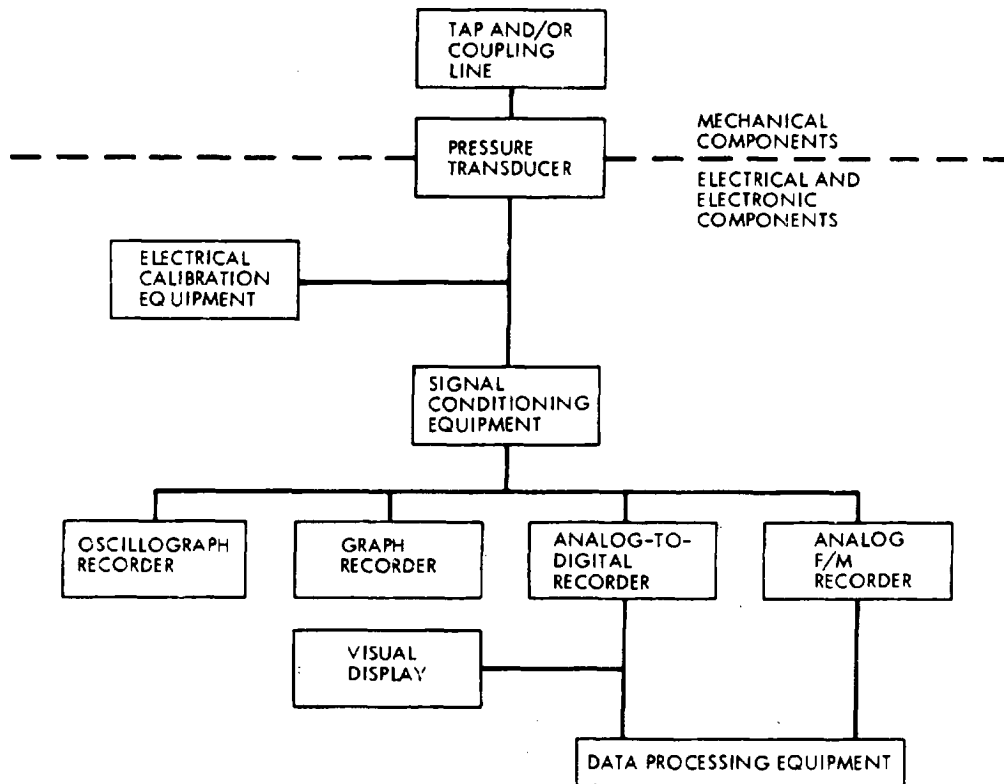 TAP AND/OR
COUPLING
LINE
PRESSURE
TRANSDUCER
MECHANICAL
COMPONENTS
ELECTRICAL AND
ELECTRONIC
COMPONENTS
ELECTRICAL
CALIBRATION
EQUIPMENT
SIGNAL
CONDITIONING
EQUIPMENT
OSCILLOGRAPH
RECORDER
GRAPH
RECORDER
ANALOG-TO-
DIGITAL
RECORDER
ANALOG
F/M
RECORDER
VISUAL
DISPLAY
DATA PROCESSING EQUIPMENT